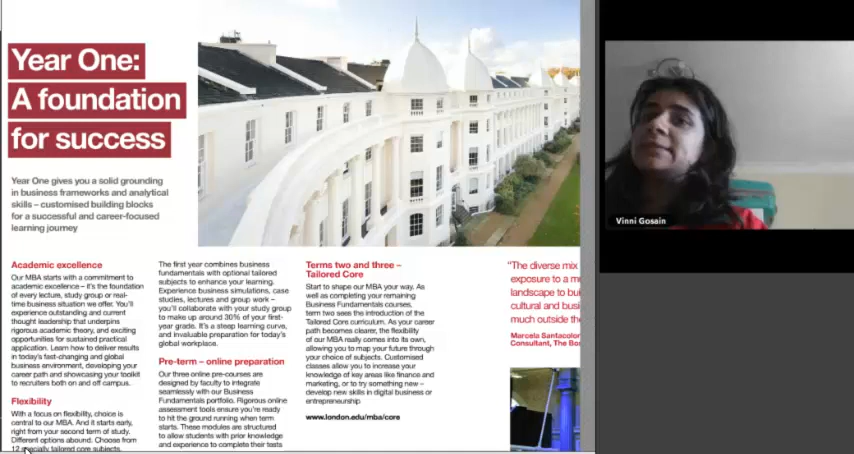 Year One:
A foundation
for success
Year One gives you a solid grounding
in business frameworks and analytical
skills – customised building blocks
for a successful and career-focused
learning journey
Academic excellence
Our MBA starts with a commitment to
academic excellence – it's the foundation
of every lecture, study group or real-
time business situation we offer. You'll
experience outstanding and current
thought leadership that underpins
rigorous academic theory, and exciting
opportunities for sustained practical
application. Learn how to deliver results
in today's fast-changing and global
business environment, developing your
career path and showcasing your toolkit
to recruiters both on and off campus.
Flexibility
With a focus on flexibility, choice is
central to our MBA. And it starts early,
right from your second term of study.
Different options abound. Choose from
12 specially tailored core subjects.
The first year combines business
fundamentals with optional tailored
subjects to enhance your learning.
Experience business simulations, case
studies, lectures and group work –
you'll collaborate with your study group
to make up around 30% of your first-
year grade. It's a steep learning curve,
and invaluable preparation for today's
global workplace.
Pre-term – online preparation
Our three online pre-courses are
designed by faculty to integrate
seamlessly with our Business
Fundamentals portfolio. Rigorous online
assessment tools ensure you're ready
to hit the ground running when term
starts. These modules are structured
to allow students with prior knowledge
and experience to complete their tests
Terms two and three –
Tailored Core
Start to shape our MBA your way. As
well as completing your remaining
Business Fundamentals courses,
term two sees the introduction of the
Tailored Core curriculum. As your career
path becomes clearer, the flexibility
of our MBA really comes into its own,
allowing you to map your future through
your choice of subjects. Customised
classes allow you to increase your
knowledge of key areas like finance and
marketing, or to try something new –
develop new skills in digital business or
entrepreneurship
www.london.edu/mba/core
"The diverse mix
exposure to a m
landscape to bui
cultural and busi
much outside the
Marcela Santacolor
Consultant, The Bo
Vinni Gosain